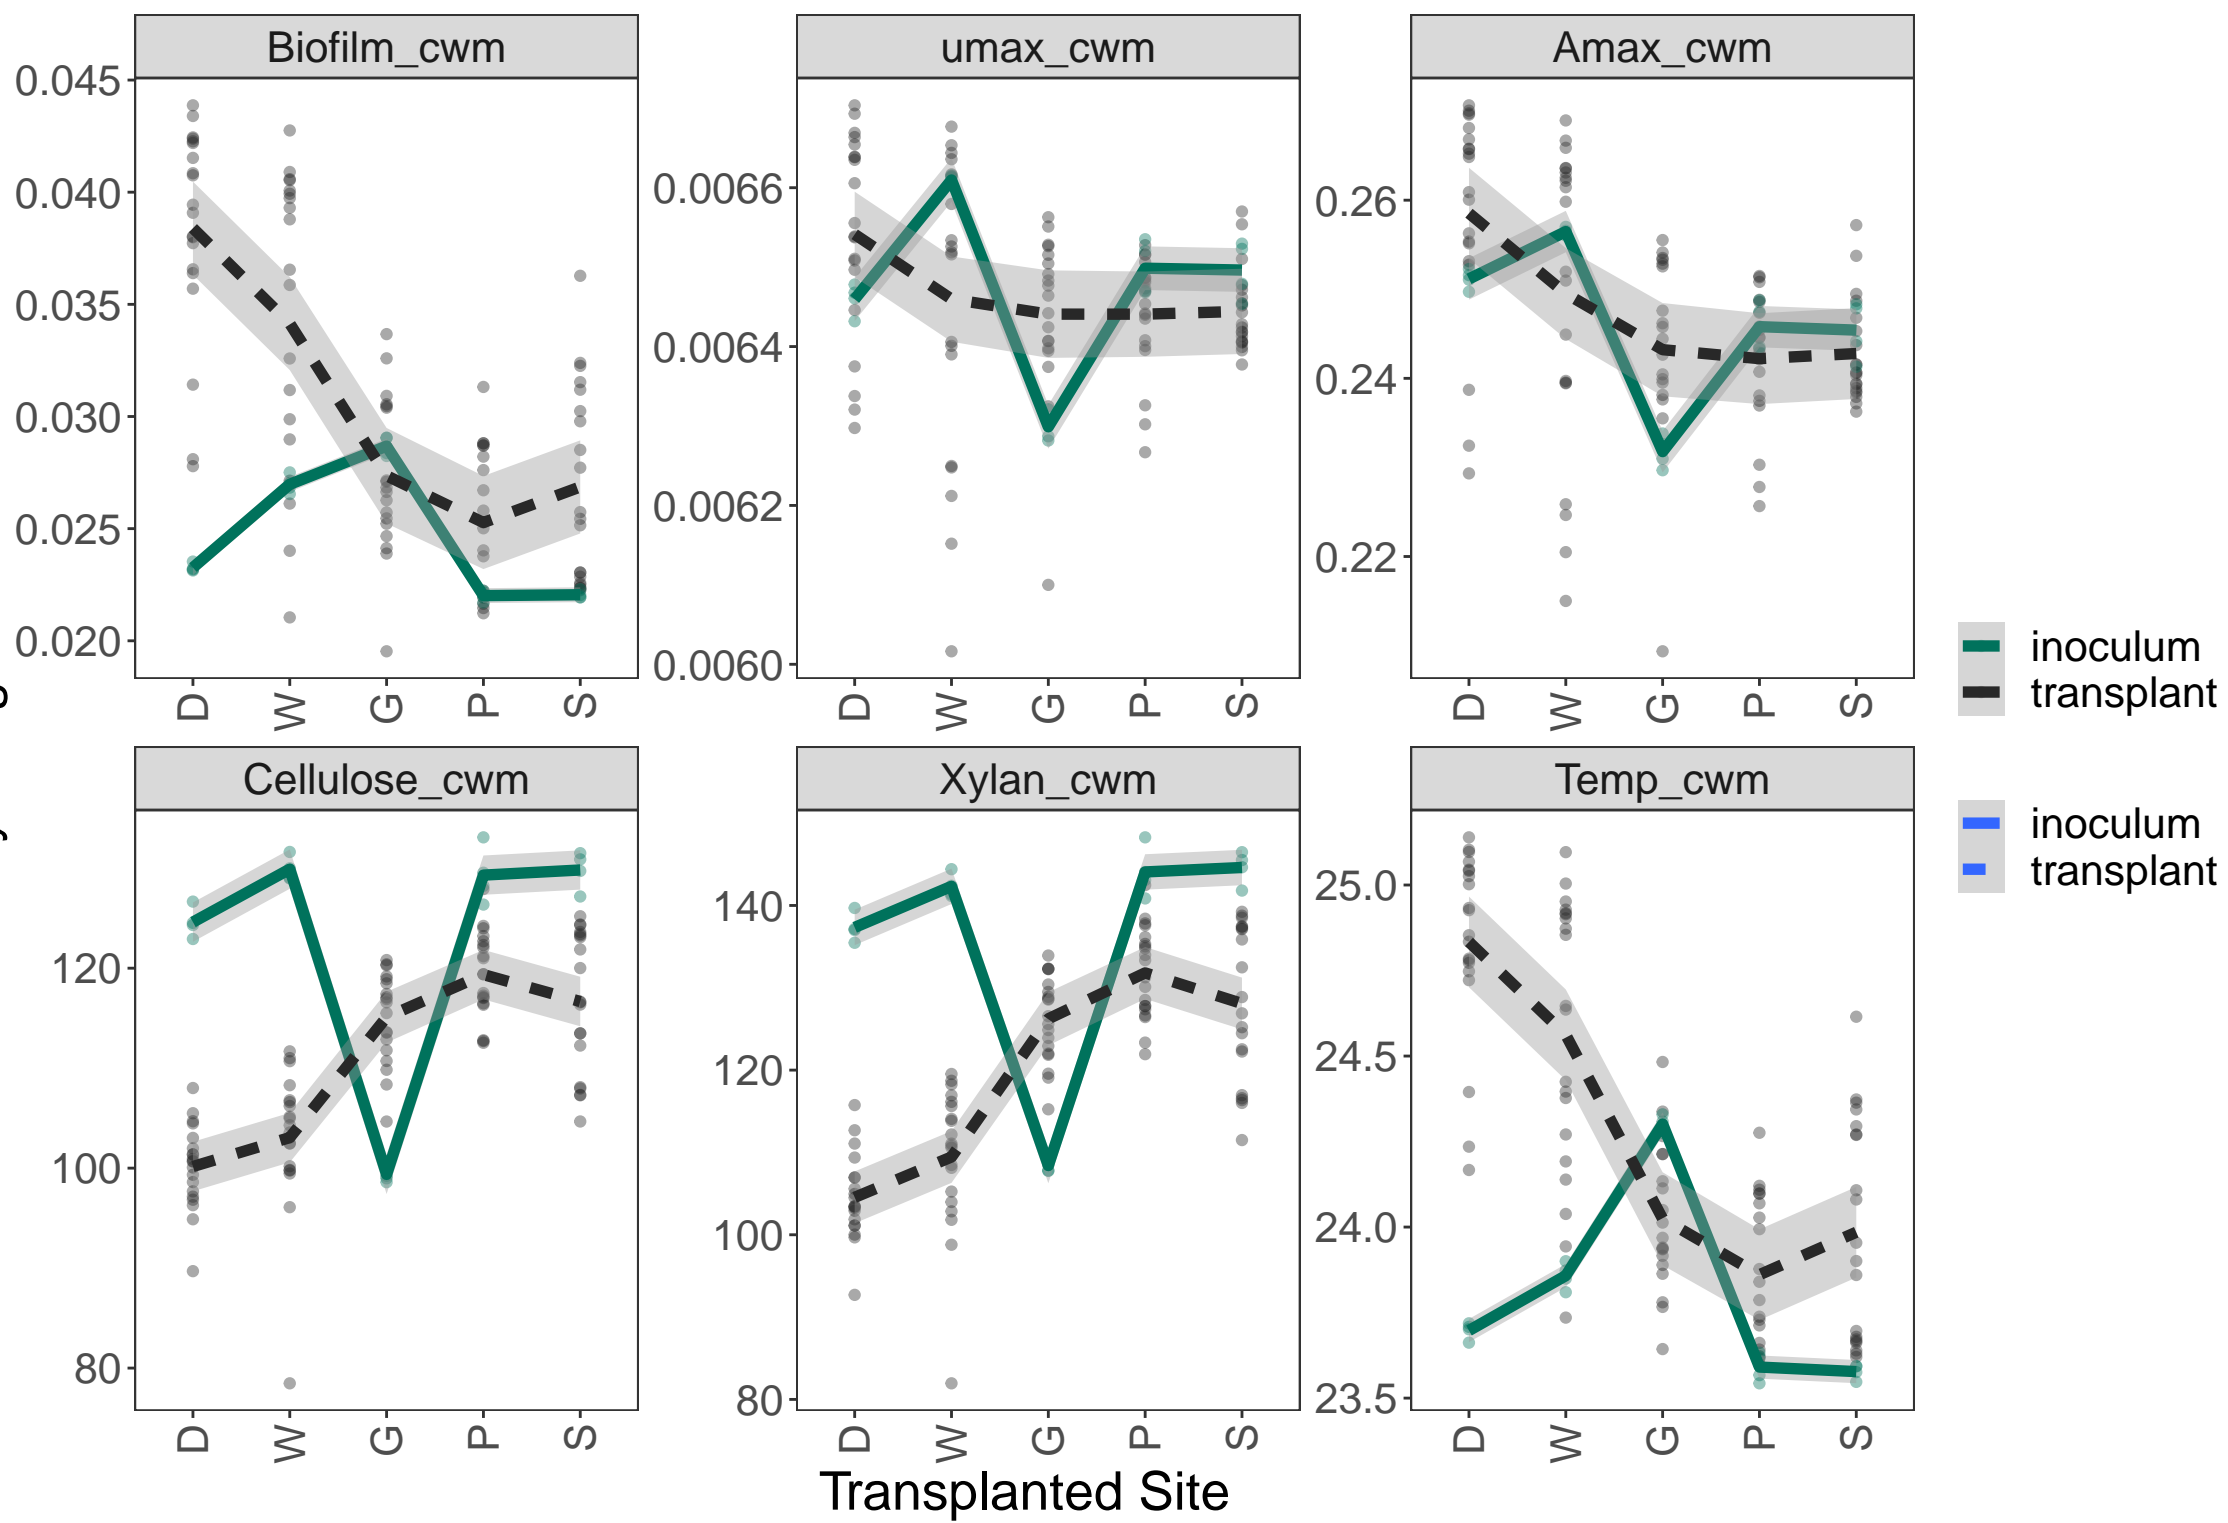 Biofilm_cwm
umax_cwm
Amax_cwm
0.045
0.040
0.035
0.030
0.025
0.020
0.0066
0.0064
0.0062
0.0060
0.26
0.24
0.22
D W G P S
D W G P S
D W G P S
inoculum
transplant
Cellulose_cwm
Xylan_cwm
Temp_cwm
inoculum
transplant
120
100
80
140
120
100
80
25.0
24.5
24.0
23.5
D W G P S
D W G P S
D W G P S
Transplanted Site